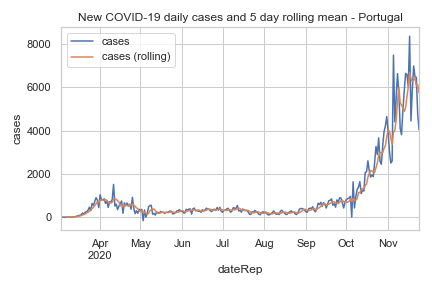 New COVID-19 daily cases and 5 day rolling mean - Portugal
cases
cases (rolling)
cases
8000
6000
4000
2000
0
Apr
2020
May
Jun
Jul
Aug
Sep
Oct
Nov
dateRep